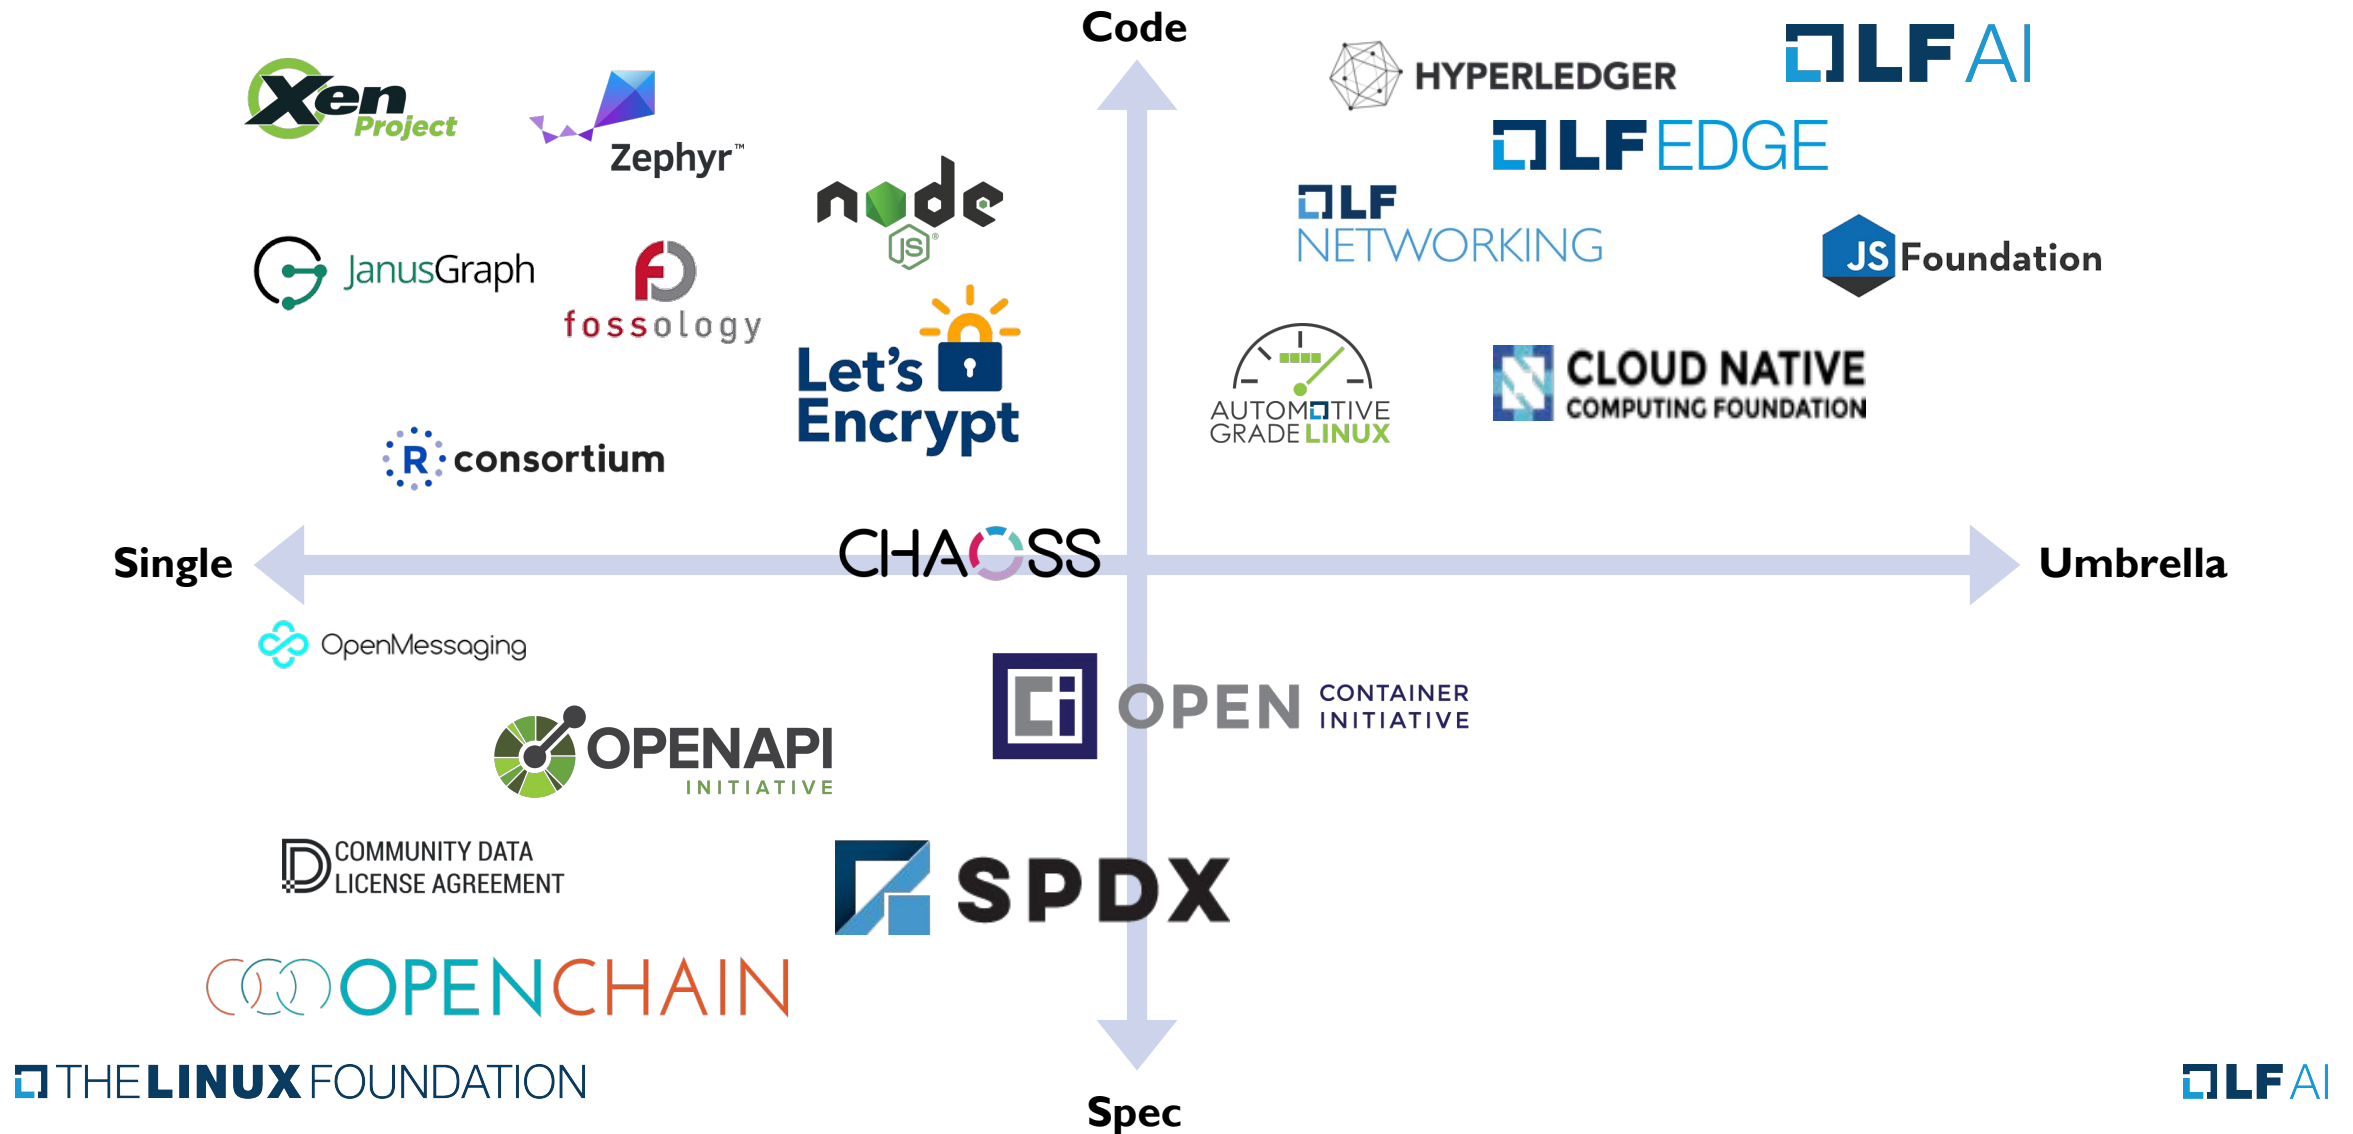 Code
Xen
Project
Zephyr™
node
JS®
HYPERLEDGER
LF AI
LF EDGE
LF
NETWORKING
JS Foundation
JanusGraph
fossology
Let's
Encrypt
AUTOMOTIVE
GRADE LINUX
CLOUD NATIVE
COMPUTING FOUNDATION
R consortium
Single
CHAOSS
Umbrella
OpenMessaging
OPENAPI
INITIATIVE
Ci OPEN CONTAINER
INITIATIVE
COMMUNITY DATA
LICENSE AGREEMENT
SPDX
OPENCHAIN
THE LINUX FOUNDATION
Spec
LF AI